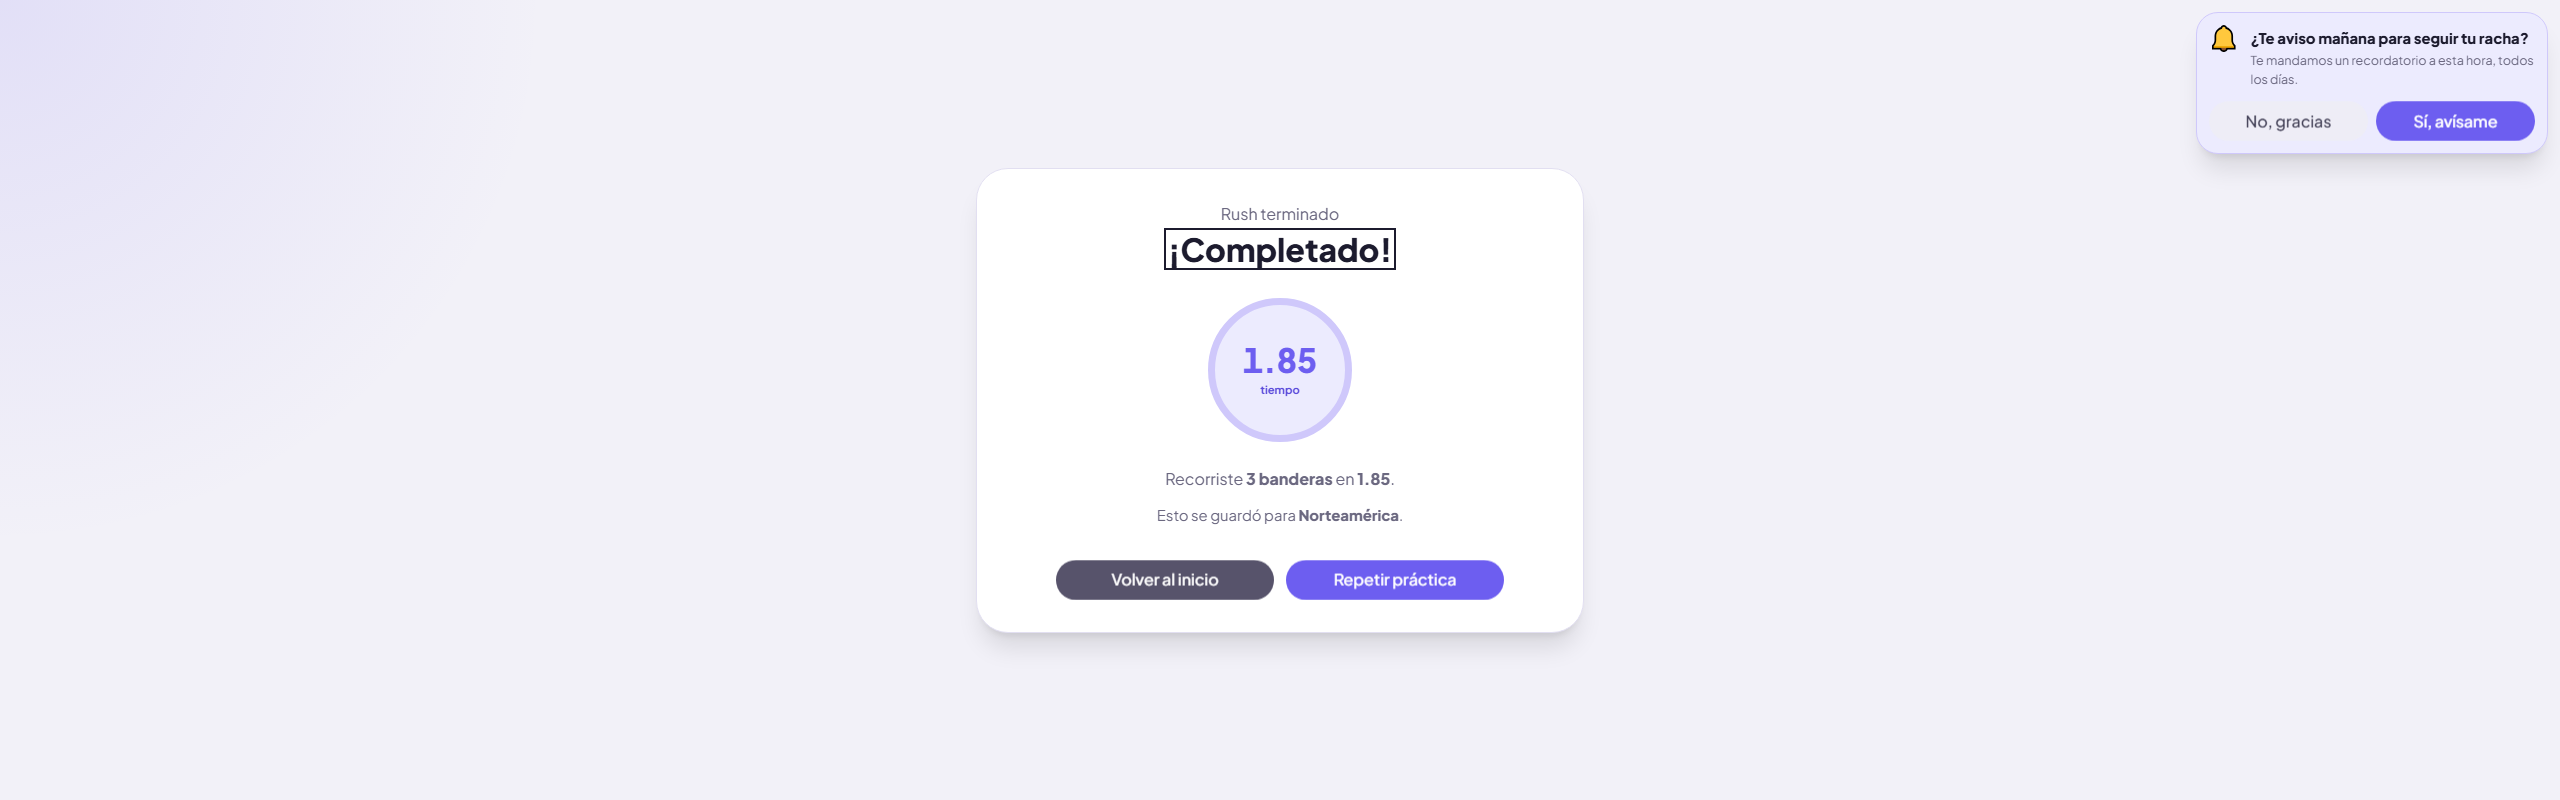 ¿Te aviso mañana para seguir tu racha?
Te mandamos un recordatorio a esta hora, todos
los días.
No, gracias
Sí, avísame
Rush terminado
¡Completado!
1.85
tiempo
Recorriste 3 banderas en 1.85.
Esto se guardó para Norteamérica.
Volver al inicio
Repetir práctica